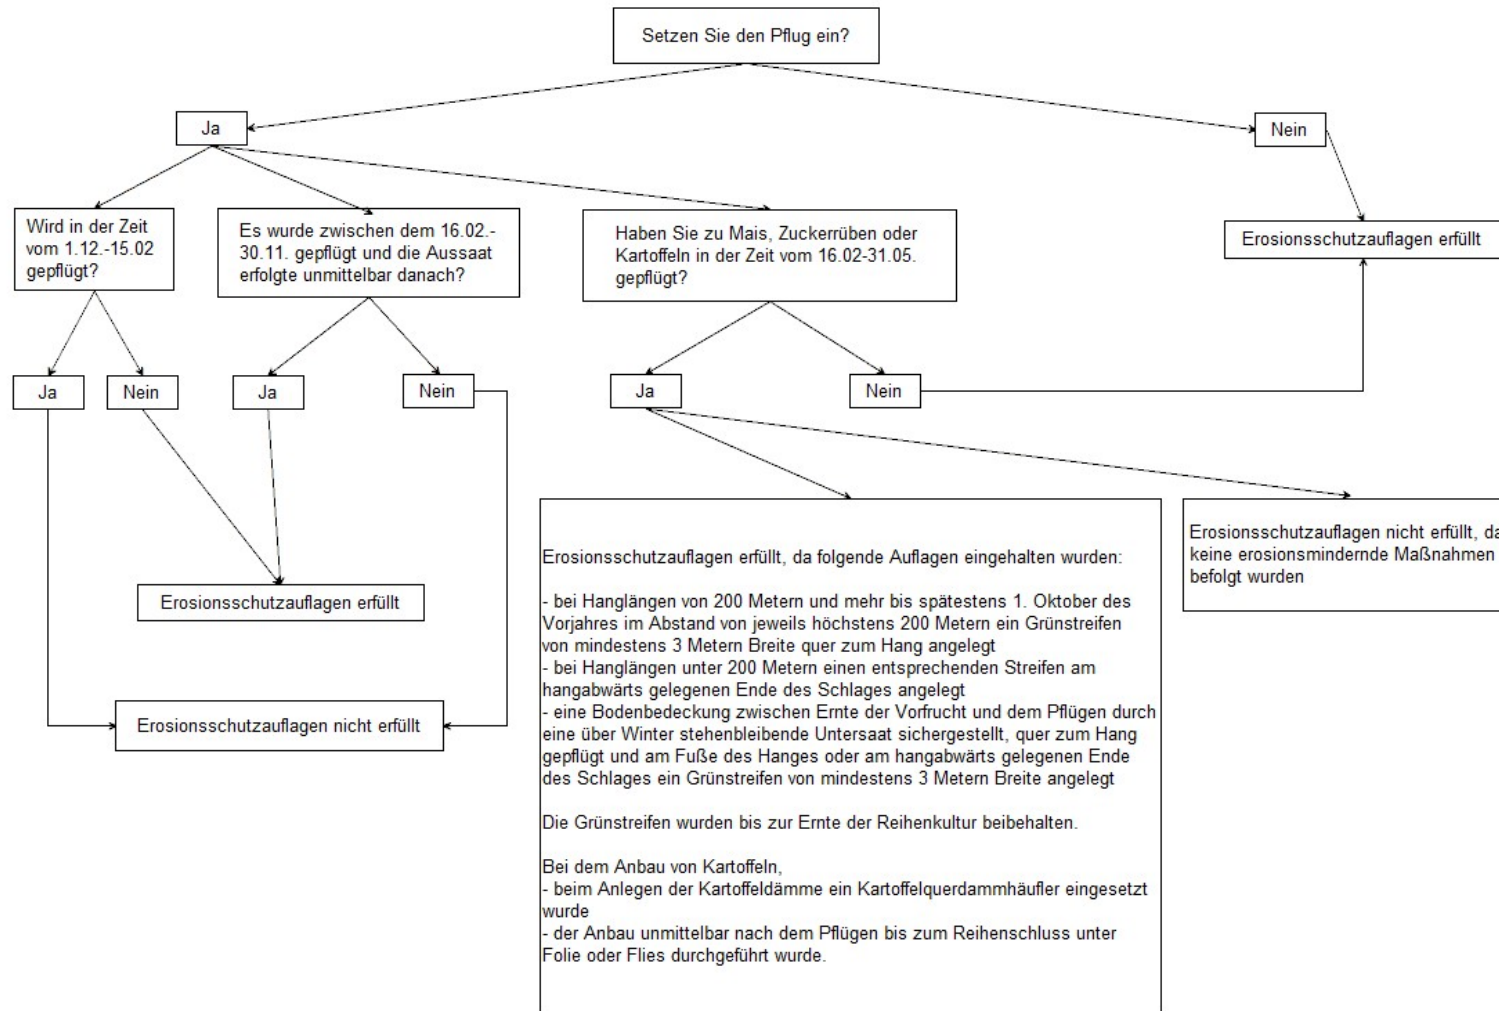 Setzen Sie den Pflug ein?
Ja
Nein
Wird in der Zeit
vom 1.12.-15.02
gepflügt?
Es wurde zwischen dem 16.02.-
30.11. gepflügt und die Aussaat
erfolgte unmittelbar danach?
Haben Sie zu Mais, Zuckerrüben oder
Kartoffeln in der Zeit vom 16.02-31.05.
gepflügt?
Erosionsschutzauflagen erfüllt
Ja
Nein
Ja
Nein
Ja
Nein
Erosionsschutzauflagen erfüllt
Erosionsschutzauflagen nicht erfüllt
Erosionsschutzauflagen erfüllt, da folgende Auflagen eingehalten wurden:
- bei Hanglängen von 200 Metern und mehr bis spätestens 1. Oktober des
Vorjahres im Abstand von jeweils höchstens 200 Metern ein Grünstreifen
von mindestens 3 Metern Breite quer zum Hang angelegt
- bei Hanglängen unter 200 Metern einen entsprechenden Streifen am
hangabwärts gelegenen Ende des Schlages angelegt
- eine Bodenbedeckung zwischen Ernte der Vorfrucht und dem Pflügen durch
eine über Winter stehenbleibende Untersaat sichergestellt, quer zum Hang
gepflügt und am Fuße des Hanges oder am hangabwärts gelegenen Ende
des Schlages ein Grünstreifen von mindestens 3 Metern Breite angelegt
Die Grünstreifen wurden bis zur Ernte der Reihenkultur beibehalten.
Bei dem Anbau von Kartoffeln,
- beim Anlegen der Kartoffeldämme ein Kartoffelquerdammhäufler eingesetzt
wurde
- der Anbau unmittelbar nach dem Pflügen bis zum Reihenschluss unter
Folie oder Flies durchgeführt wurde.
Erosionsschutzauflagen nicht erfüllt, da
keine erosionsmindernde Maßnahmen
befolgt wurden